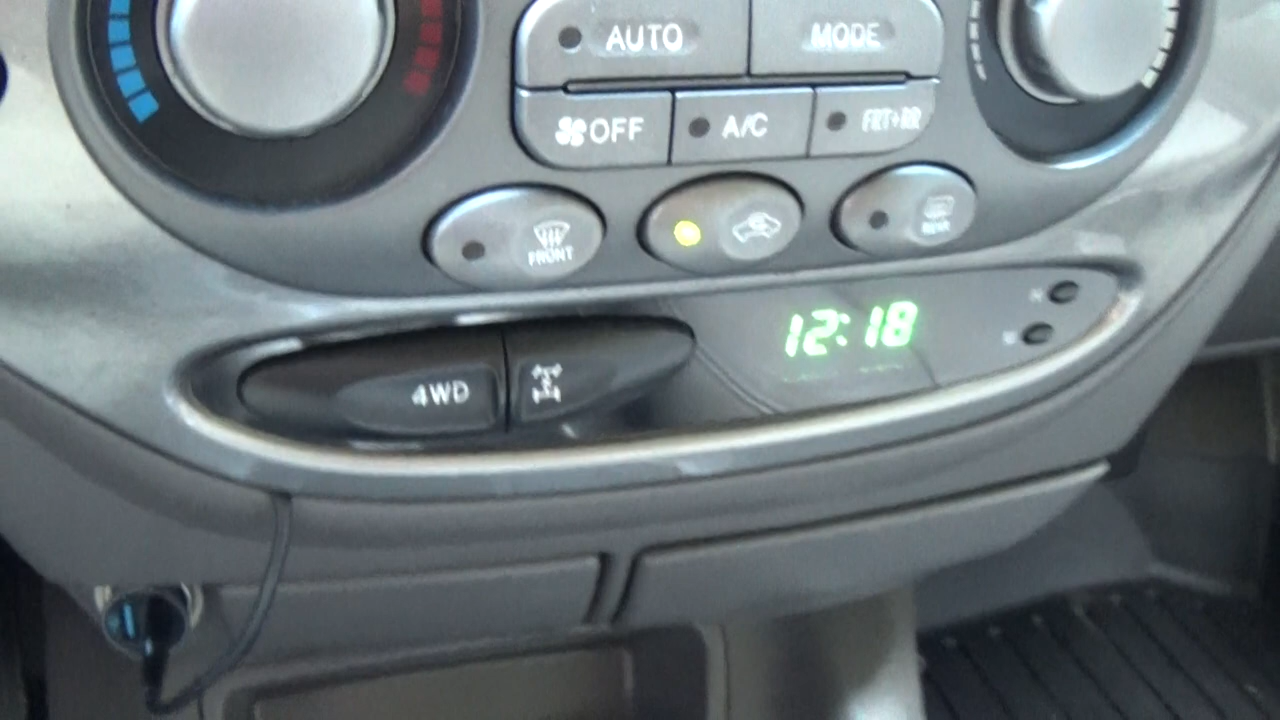 AUTO MODE
OFF A/C FRT+RR
FRONT REAR
12:18
4WD